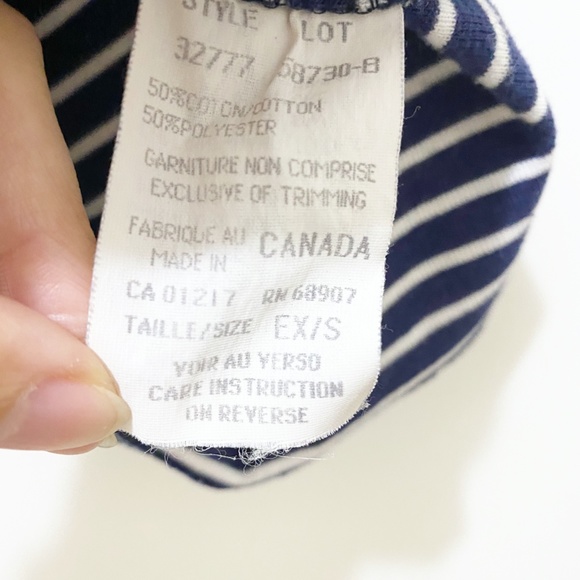 STYLE LOT
32777 58730-B
50%COTON/COTTON
50%POLYESTER
GARNITURE NON COMPRISE
EXCLUSIVE OF TRIMMING
FABRIQUE AU
MADE IN CANADA
CA 01217 RN 68907
TAILLE/SIZE EX/S
VOIR AU VERSO
CARE INSTRUCTION
ON REVERSE